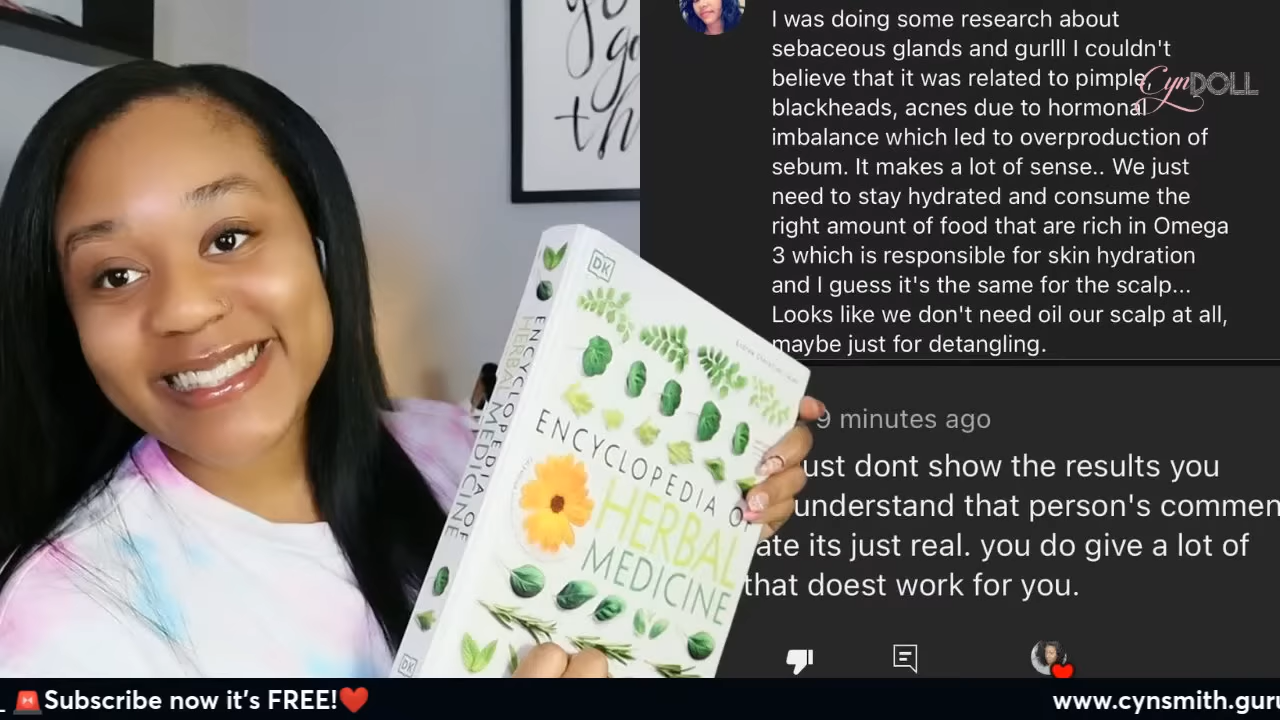 I was doing some research about
sebaceous glands and gurlll I couldn't
believe that it was related to pimple,
blackheads, acnes due to hormonal
imbalance which led to overproduction of
sebum. It makes a lot of sense.. We just
need to stay hydrated and consume the
right amount of food that are rich in Omega
3 which is responsible for skin hydration
and I guess it's the same for the scalp...
Looks like we don't need oil our scalp at all,
maybe just for detangling.
CynDOLL
9 minutes ago
ust dont show the results you
understand that person's commen
ate its just real. you do give a lot of
that doest work for you.
go
th
DK
ENCYCLOPEDIA OF
HERBAL
MEDICINE
ENCYCLOPEDIA OF
HERBAL MEDICINE
DK
Subscribe now it's FREE!
www.cynsmith.guru